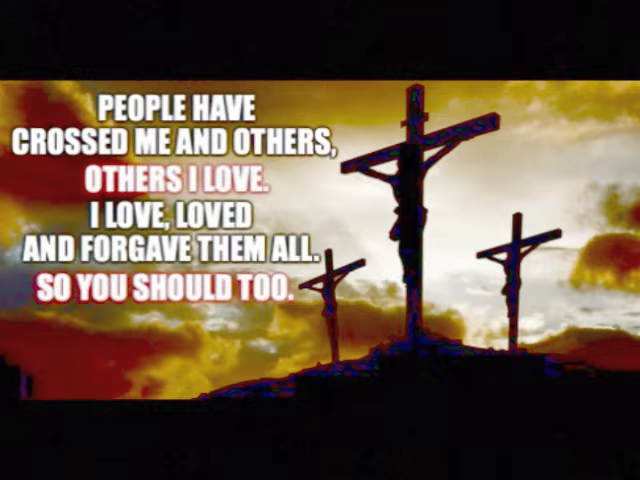 PEOPLE HAVE
CROSSED ME AND OTHERS,
OTHERS I LOVE.
I LOVE, LOVED
AND FORGAVE THEM ALL.
SO YOU SHOULD TOO.